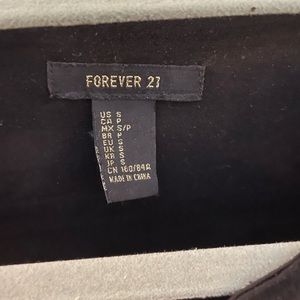 FOREVER 21
US S
CA P
MX S/P
BR P
EU S
UK S
KR S
JP S
CN 160/84A
MADE IN CHINA